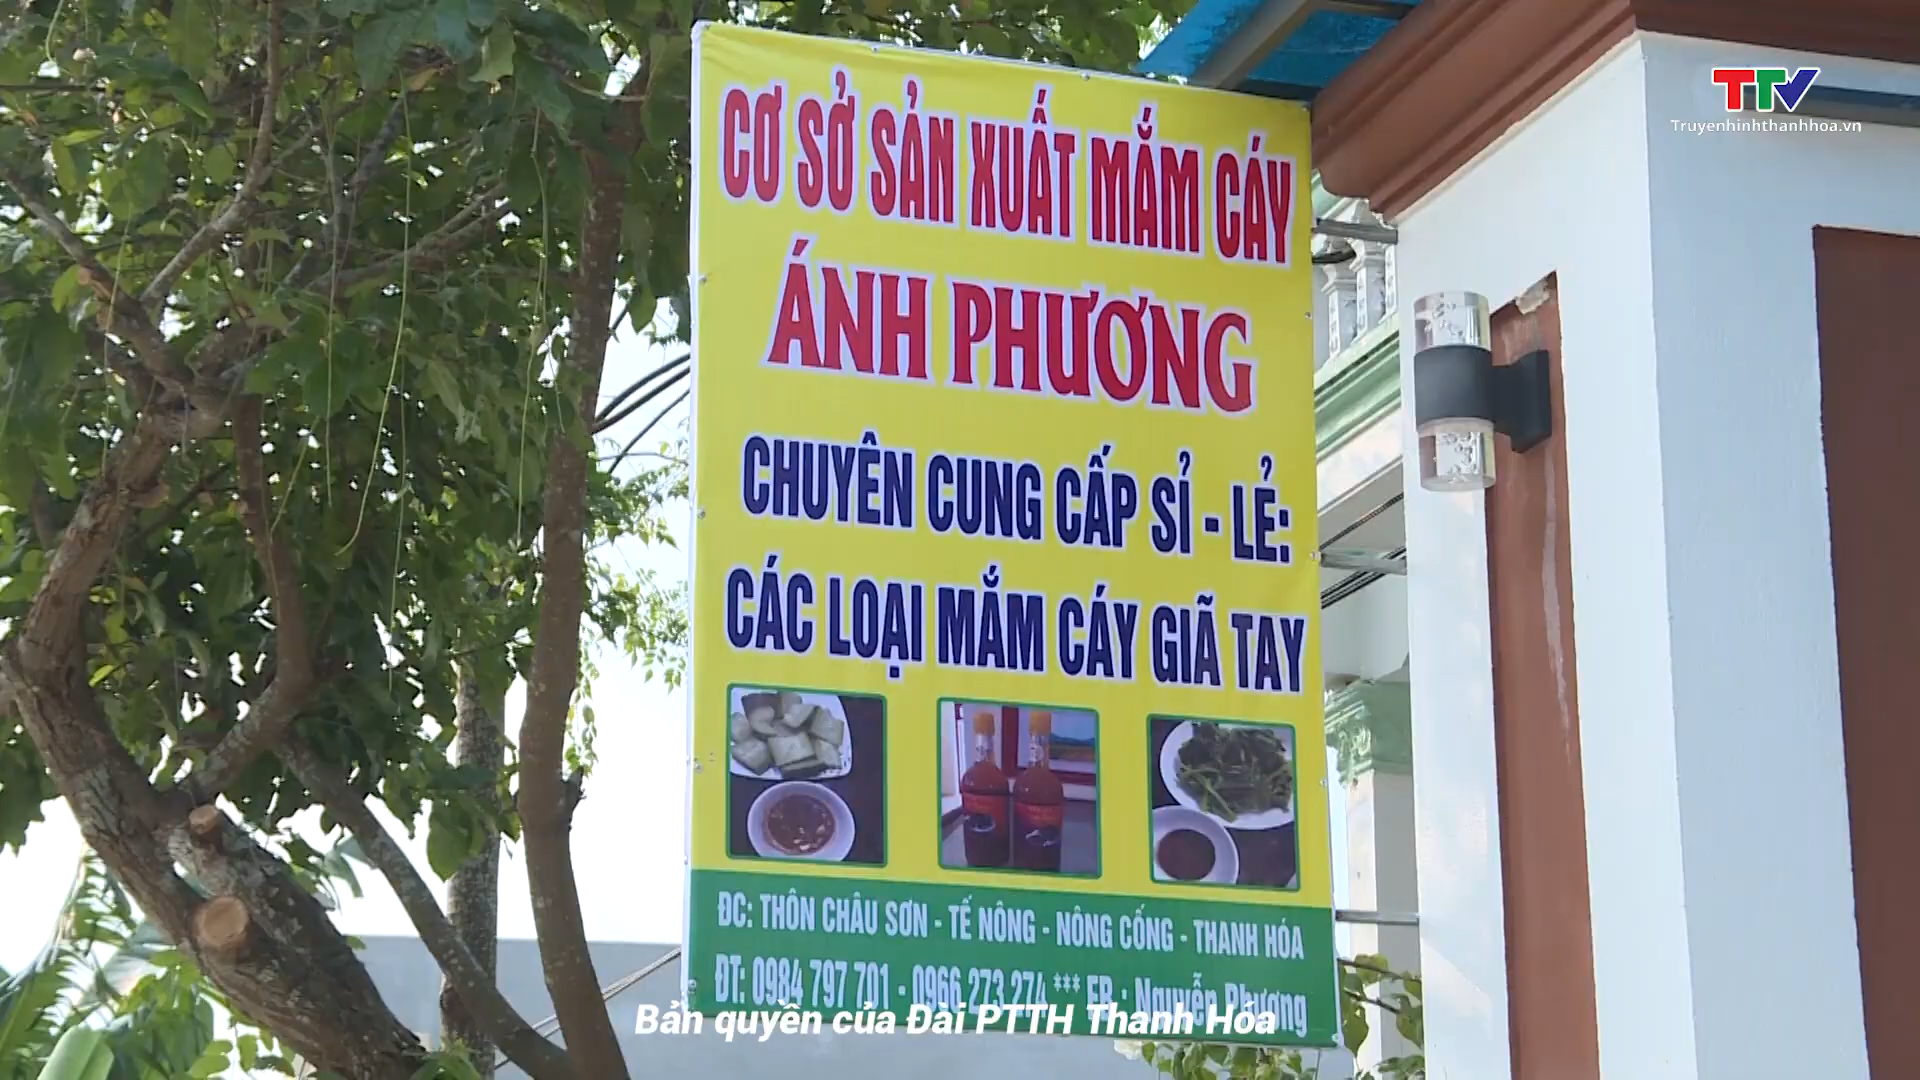 TTV
Truyenhinhthanhhoa.vn
CƠ SỞ SẢN XUẤT MẮM CÁY
ÁNH PHƯƠNG
CHUYÊN CUNG CẤP SỈ - LẺ:
CÁC LOẠI MẮM CÁY GIÃ TAY
ĐC: THÔN CHÂU SƠN - TẾ NÔNG - NÔNG CỐNG - THANH HÓA
ĐT: 0984 797 701 - 0966 273 274 *** FB : Nguyễn Phương
Bản quyền của Đài PTTH Thanh Hóa